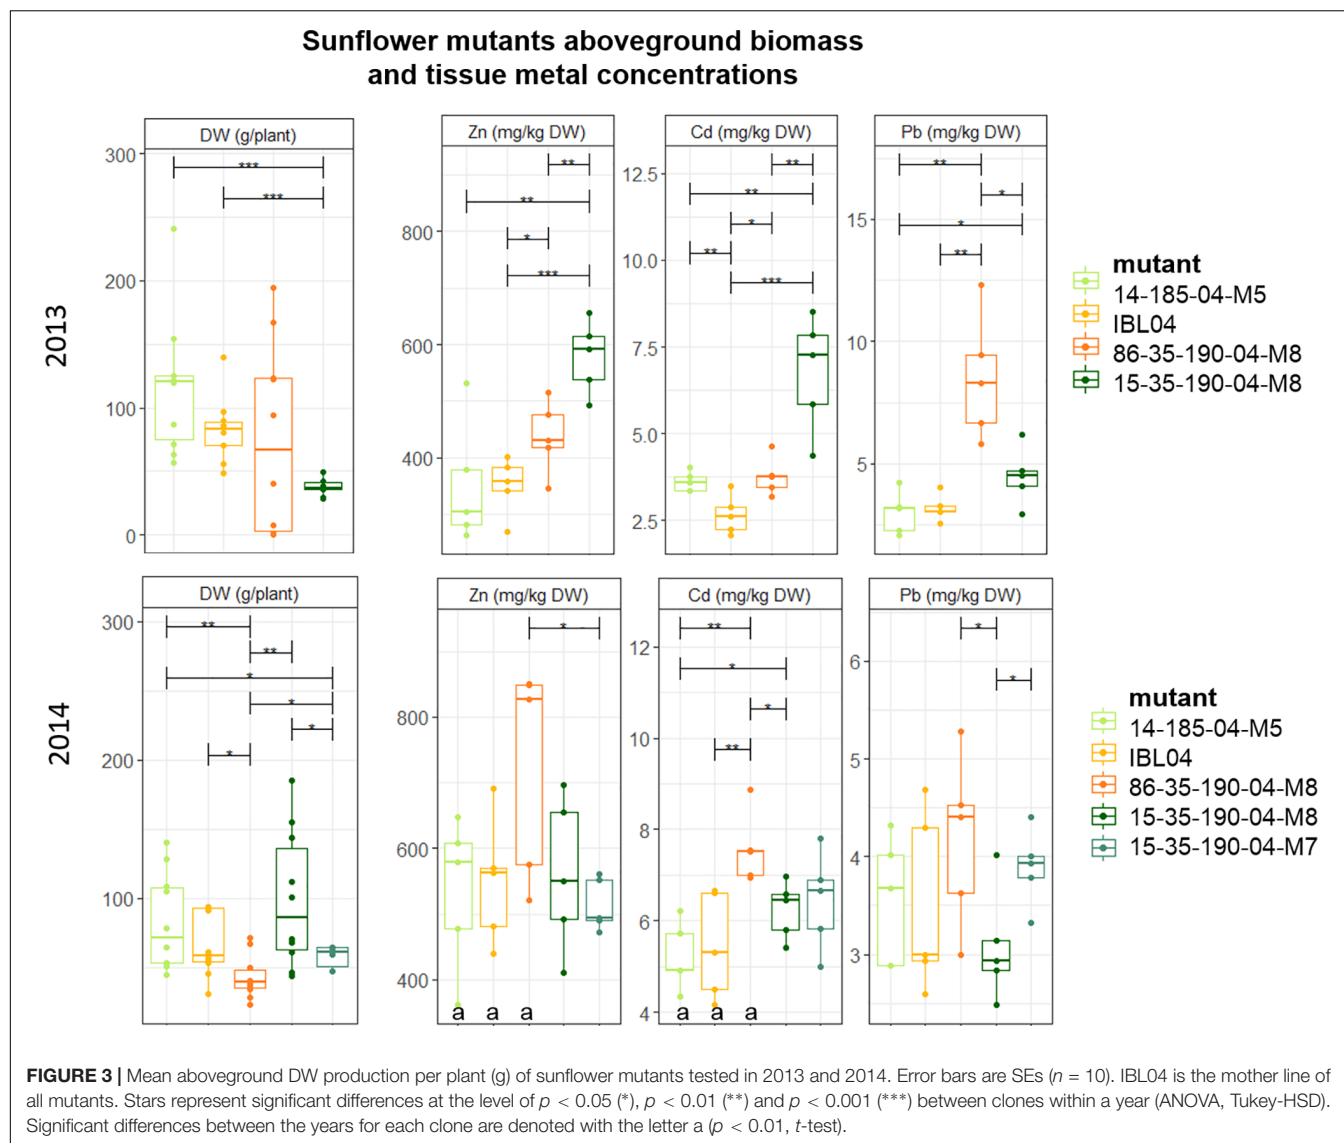 Sunflower mutants aboveground biomass
and tissue metal concentrations
2013
DW (g/plant)
300
200
100
0
***
***
Zn (mg/kg DW)
800
600
400
**
**
*
***
Cd (mg/kg DW)
12.5
10.0
7.5
5.0
2.5
**
**
*
**
***
Pb (mg/kg DW)
15
10
5
**
*
*
**
mutant
14-185-04-M5
IBL04
86-35-190-04-M8
15-35-190-04-M8
2014
DW (g/plant)
300
200
100
**
**
*
*
*
*
Zn (mg/kg DW)
800
600
400
*
a a a
Cd (mg/kg DW)
12
10
8
6
4
**
*
*
**
a a a
Pb (mg/kg DW)
6
5
4
3
*
*
mutant
14-185-04-M5
IBL04
86-35-190-04-M8
15-35-190-04-M8
15-35-190-04-M7
FIGURE 3 | Mean aboveground DW production per plant (g) of sunflower mutants tested in 2013 and 2014. Error bars are SEs (n = 10). IBL04 is the mother line of
all mutants. Stars represent significant differences at the level of p < 0.05 (*), p < 0.01 (**) and p < 0.001 (***) between clones within a year (ANOVA, Tukey-HSD).
Significant differences between the years for each clone are denoted with the letter a (p < 0.01, t-test).